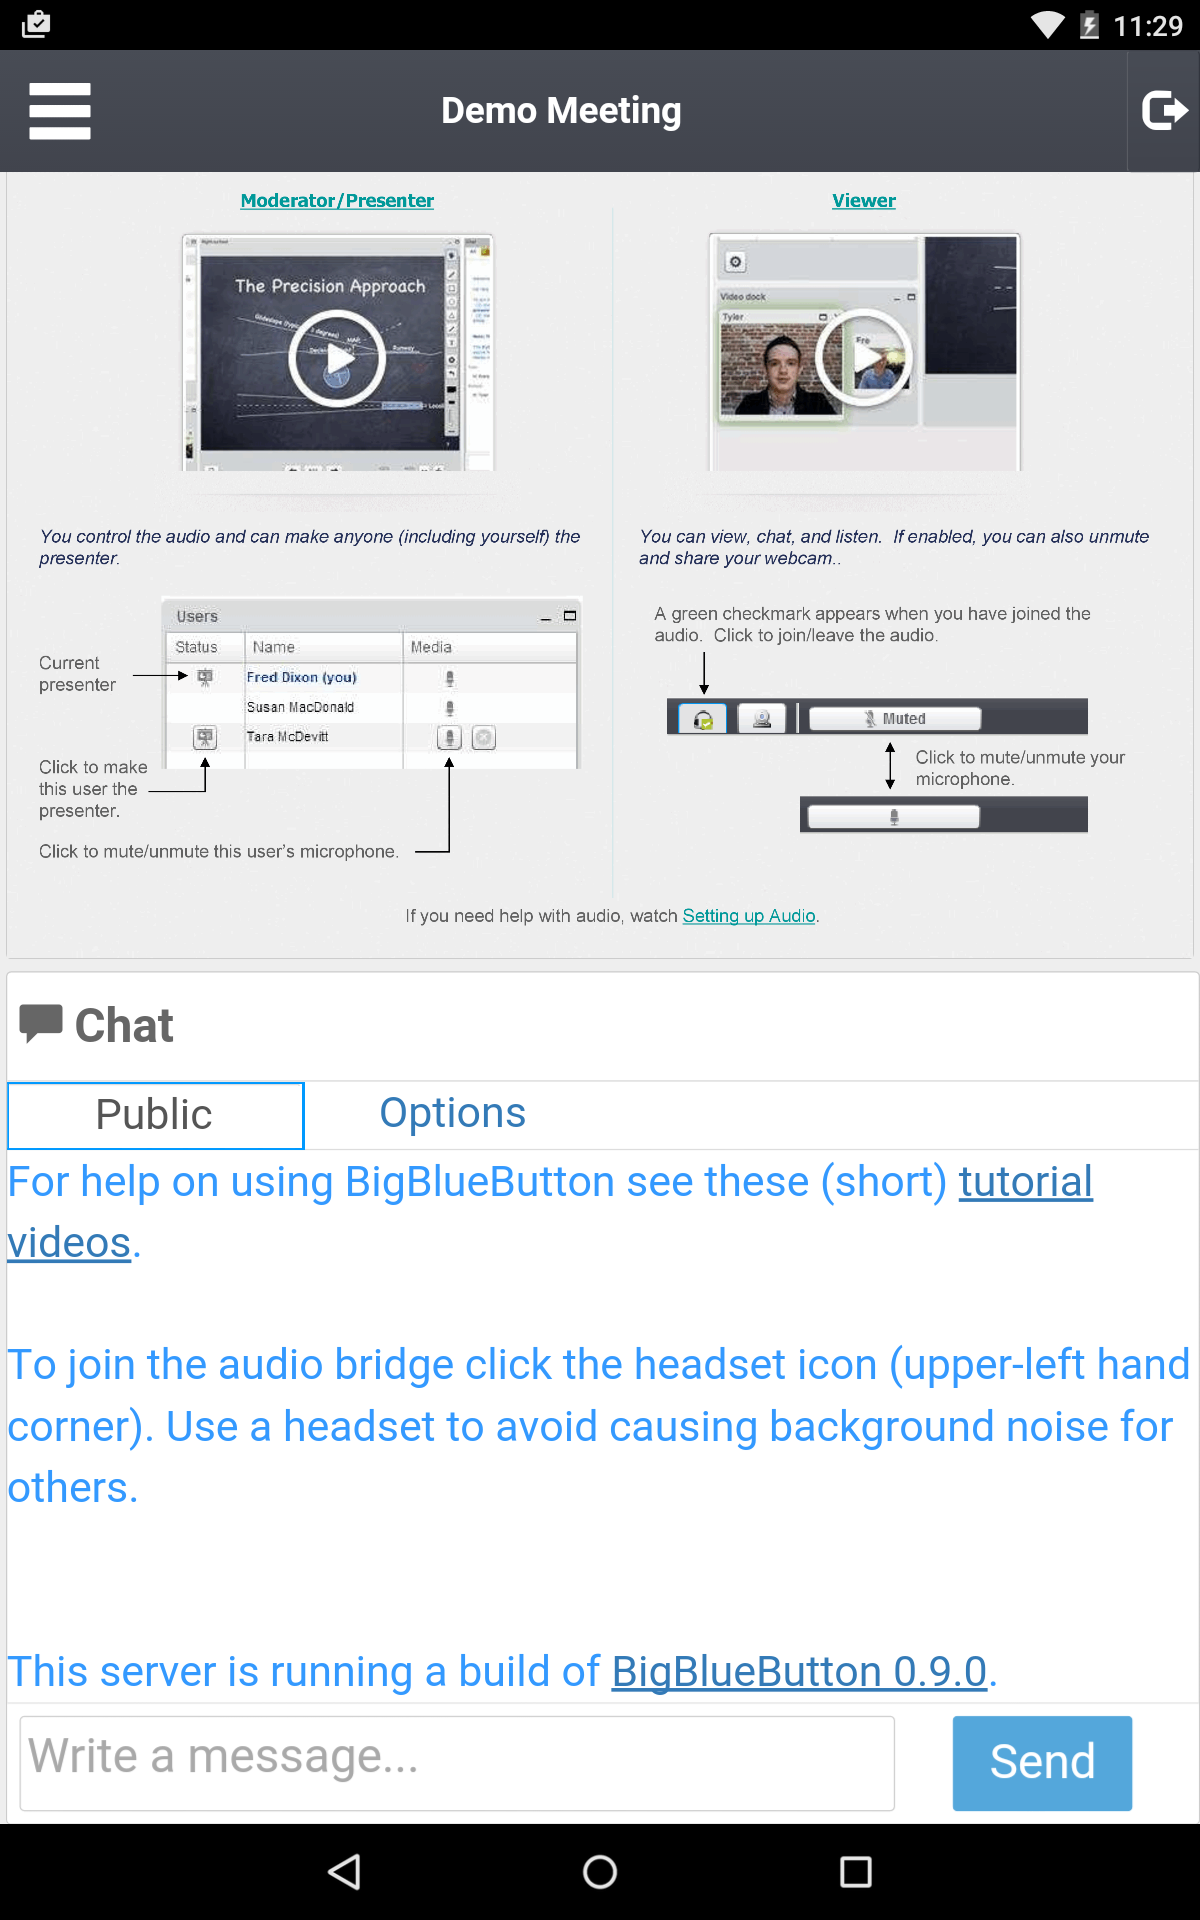 11:29
Demo Meeting
Moderator/Presenter
The Precision Approach
Runway
You control the audio and can make anyone (including yourself) the
presenter.
Users
Status Name Media
Current
presenter
Fred Dixon (you)
Susan MacDonald
Tara McDevitt
Click to make
this user the
presenter.
Click to mute/unmute this user's microphone.
Viewer
Video dock
Tyler
Fre
You can view, chat, and listen. If enabled, you can also unmute
and share your webcam..
A green checkmark appears when you have joined the
audio. Click to join/leave the audio.
Muted
Click to mute/unmute your
microphone.
If you need help with audio, watch Setting up Audio.
Chat
Public Options
For help on using BigBlueButton see these (short) tutorial
videos.
To join the audio bridge click the headset icon (upper-left hand
corner). Use a headset to avoid causing background noise for
others.
This server is running a build of BigBlueButton 0.9.0.
Write a message...
Send